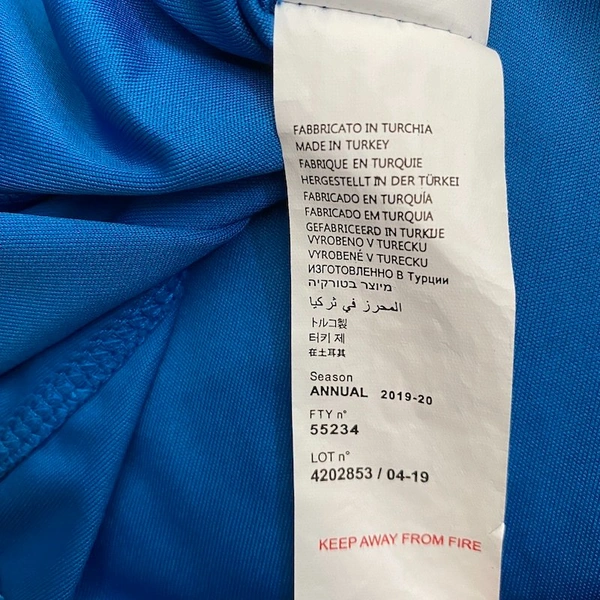 FABBRICATO IN TURCHIA
MADE IN TURKEY
FABRIQUE EN TURQUIE
HERGESTELLT IN DER TÜRKEI
FABRICADO EN TURQUÍA
FABRICADO EM TURQUIA
GEFABRICEERD IN TURKIJE
VYROBENO V TURECKU
VYROBENÉ V TURECKU
ИЗГОТОВЛЕННО В Турции
מיוצר בטורקיה
المحرز في تركيا
トルコ製
터키 제
在土耳其
Season
ANNUAL 2019-20
FTY n°
55234
LOT n°
4202853 / 04-19
KEEP AWAY FROM FIRE